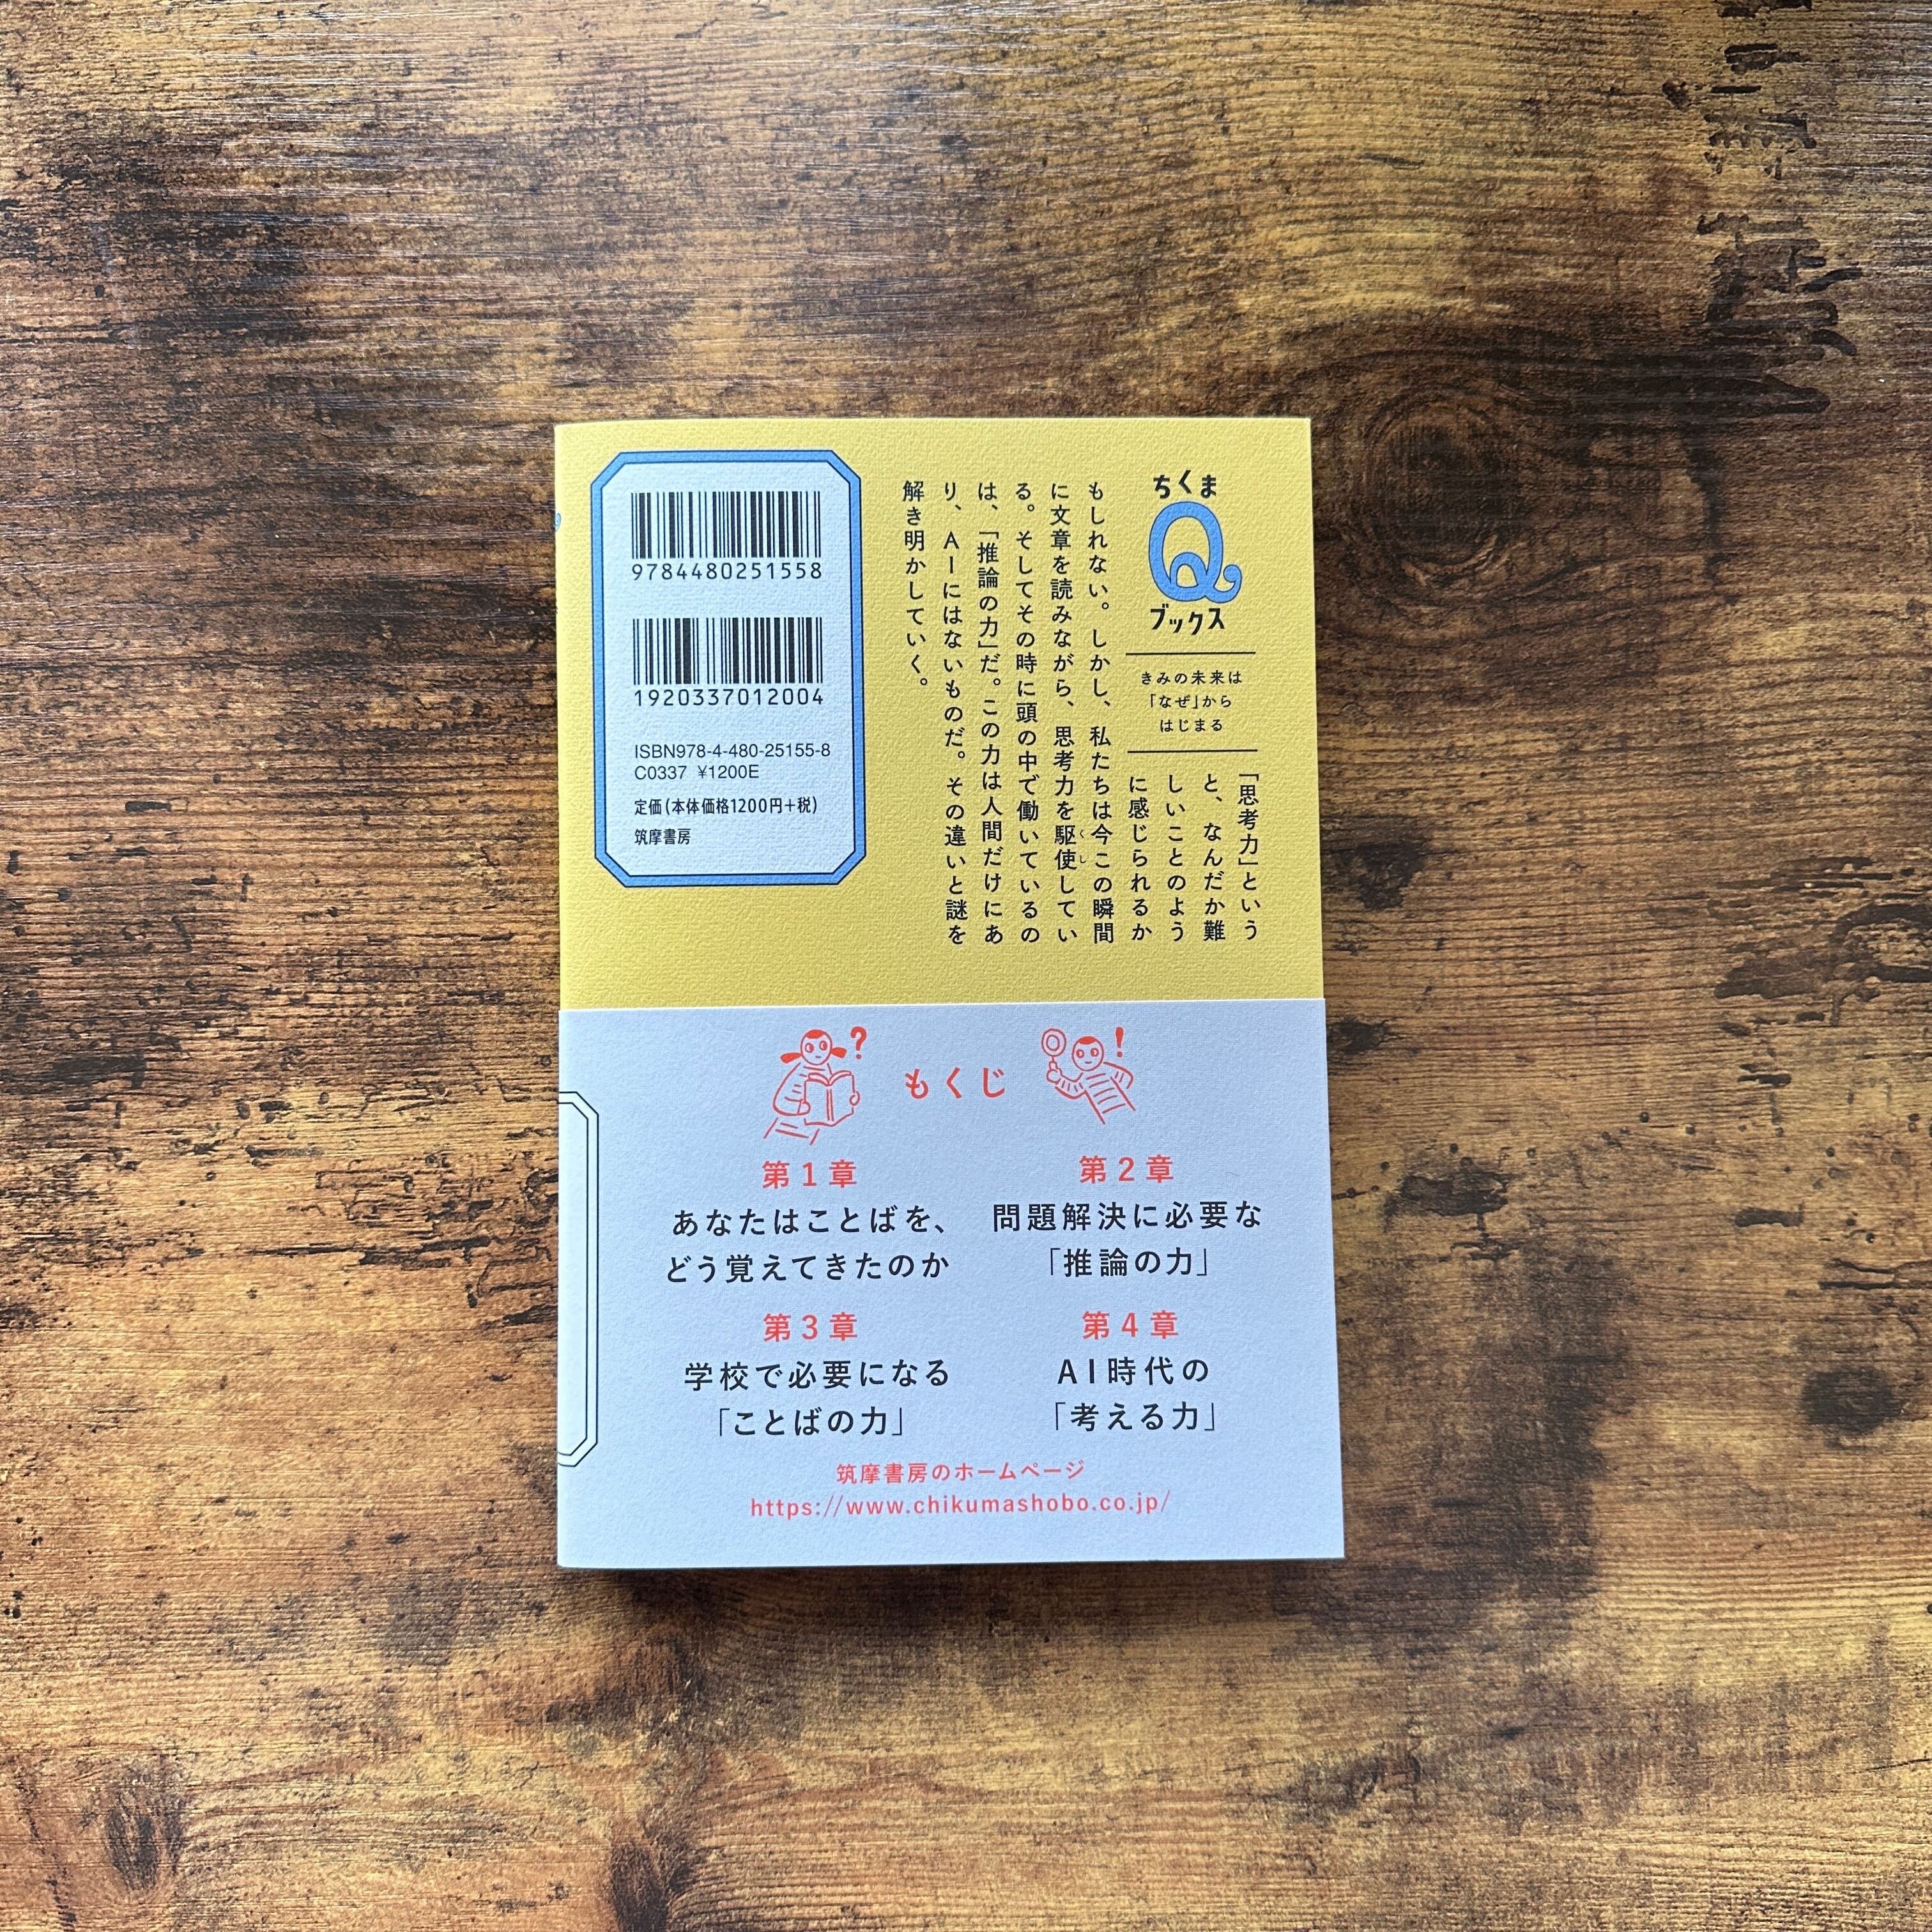 ちくま
Q
ブックス
きみの未来は
「なぜ」から
はじまる
「思考力」という
と、なんだか難
しいことのよう
に感じられるか
もしれない。しかし、私たちは今この瞬間
に文章を読みながら、思考力を駆使してい
る。そしてその時に頭の中で働いているの
は、「推論の力」だ。この力は人間だけにあ
り、AIにはないものだ。その違いと謎を
解き明かしていく。
くし
9784480251558
1920337012004
ISBN978-4-480-25155-8
C0337 ¥1200E
定価(本体価格1200円+税)
筑摩書房
?
もくじ
!
第1章
あなたはことばを、
どう覚えてきたのか
第2章
問題解決に必要な
「推論の力」
第3章
学校で必要になる
「ことばの力」
第4章
AI時代の
「考える力」
筑摩書房のホームページ
https://www.chikumashobo.co.jp/